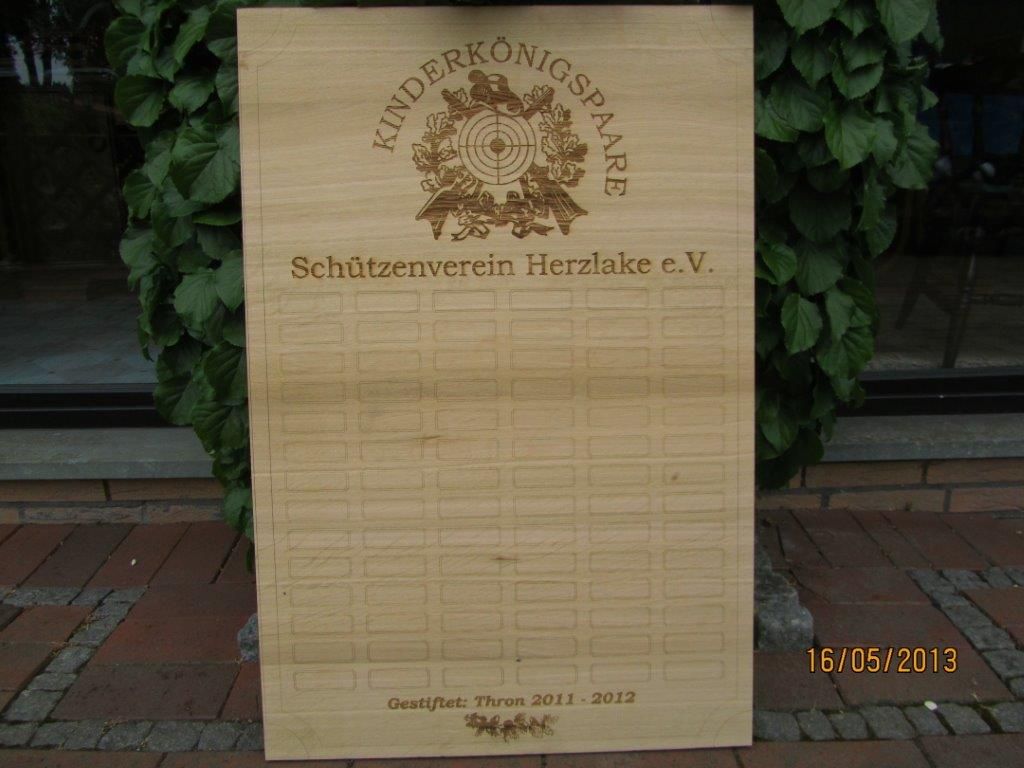 KINDERKÖNIGSPAARE
Schützenverein Herzlake e.V.
Gestiftet: Thron 2011 - 2012
16/05/2013